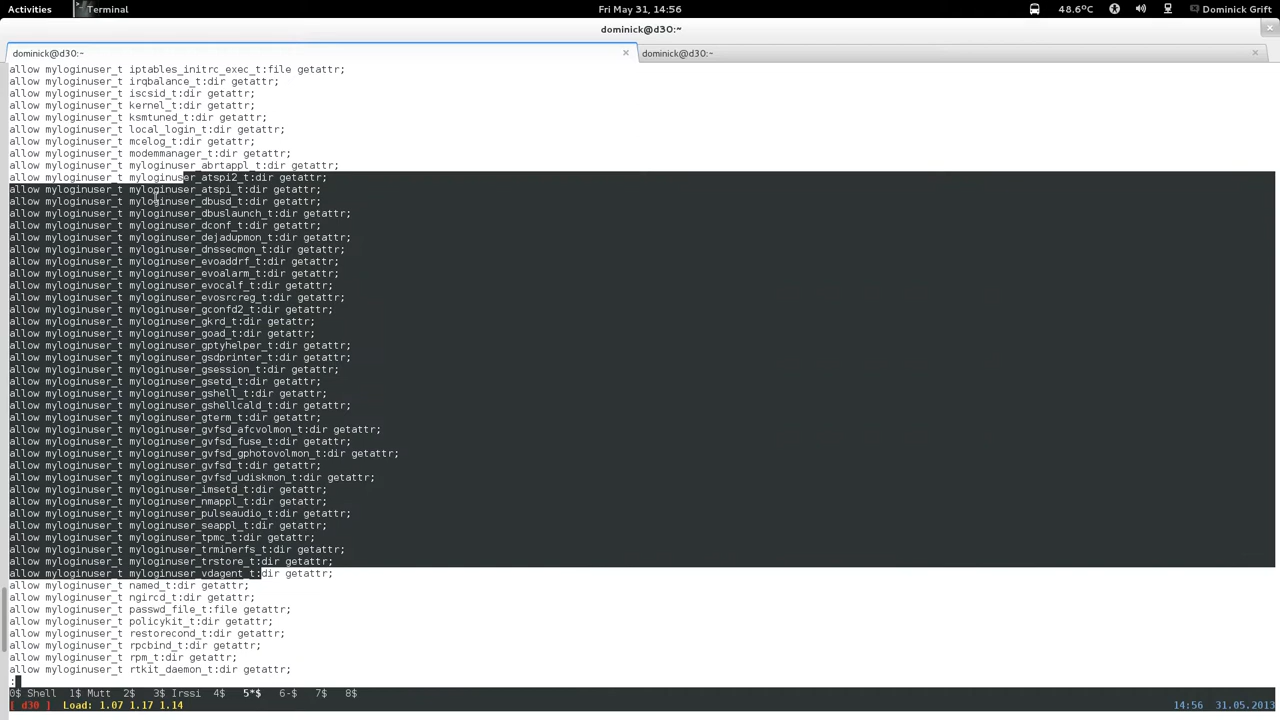 Activities Terminal Fri May 31, 14:56 48.6°C Dominick Grift
dominick@d30:~
dominick@d30:~ dominick@d30:~
allow myloginuser_t iptables_initrc_exec_t:file getattr;
allow myloginuser_t irqbalance_t:dir getattr;
allow myloginuser_t iscsid_t:dir getattr;
allow myloginuser_t kernel_t:dir getattr;
allow myloginuser_t ksmtuned_t:dir getattr;
allow myloginuser_t local_login_t:dir getattr;
allow myloginuser_t mcelog_t:dir getattr;
allow myloginuser_t modemmanager_t:dir getattr;
allow myloginuser_t myloginuser_abrtappl_t:dir getattr;
allow myloginuser_t myloginuser_atspi2_t:dir getattr;
allow myloginuser_t myloginuser_atspi_t:dir getattr;
allow myloginuser_t myloginuser_dbusd_t:dir getattr;
allow myloginuser_t myloginuser_dbuslaunch_t:dir getattr;
allow myloginuser_t myloginuser_dconf_t:dir getattr;
allow myloginuser_t myloginuser_dejadupmon_t:dir getattr;
allow myloginuser_t myloginuser_dnssecmon_t:dir getattr;
allow myloginuser_t myloginuser_evoaddrf_t:dir getattr;
allow myloginuser_t myloginuser_evoalarm_t:dir getattr;
allow myloginuser_t myloginuser_evocalf_t:dir getattr;
allow myloginuser_t myloginuser_evosrcreg_t:dir getattr;
allow myloginuser_t myloginuser_gconfd2_t:dir getattr;
allow myloginuser_t myloginuser_gkrd_t:dir getattr;
allow myloginuser_t myloginuser_goad_t:dir getattr;
allow myloginuser_t myloginuser_gptyhelper_t:dir getattr;
allow myloginuser_t myloginuser_gsdprinter_t:dir getattr;
allow myloginuser_t myloginuser_gsession_t:dir getattr;
allow myloginuser_t myloginuser_gsetd_t:dir getattr;
allow myloginuser_t myloginuser_gshell_t:dir getattr;
allow myloginuser_t myloginuser_gshellcald_t:dir getattr;
allow myloginuser_t myloginuser_gterm_t:dir getattr;
allow myloginuser_t myloginuser_gvfsd_afcvolmon_t:dir getattr;
allow myloginuser_t myloginuser_gvfsd_fuse_t:dir getattr;
allow myloginuser_t myloginuser_gvfsd_gphotovolmon_t:dir getattr;
allow myloginuser_t myloginuser_gvfsd_t:dir getattr;
allow myloginuser_t myloginuser_gvfsd_udiskmon_t:dir getattr;
allow myloginuser_t myloginuser_imsetd_t:dir getattr;
allow myloginuser_t myloginuser_nmappl_t:dir getattr;
allow myloginuser_t myloginuser_pulseaudio_t:dir getattr;
allow myloginuser_t myloginuser_seappl_t:dir getattr;
allow myloginuser_t myloginuser_tpmc_t:dir getattr;
allow myloginuser_t myloginuser_trminerfs_t:dir getattr;
allow myloginuser_t myloginuser_trstore_t:dir getattr;
allow myloginuser_t myloginuser_vdagent_t:dir getattr;
allow myloginuser_t named_t:dir getattr;
allow myloginuser_t ngircd_t:dir getattr;
allow myloginuser_t passwd_file_t:file getattr;
allow myloginuser_t policykit_t:dir getattr;
allow myloginuser_t restorecond_t:dir getattr;
allow myloginuser_t rpcbind_t:dir getattr;
allow myloginuser_t rpm_t:dir getattr;
allow myloginuser_t rtkit_daemon_t:dir getattr;
:
0$ Shell 1$ Mutt 2$ 3$ Irssi 4$ 5*$ 6-$ 7$ 8$
[ d30 ] Load: 1.07 1.17 1.14 14:56 31.05.2013